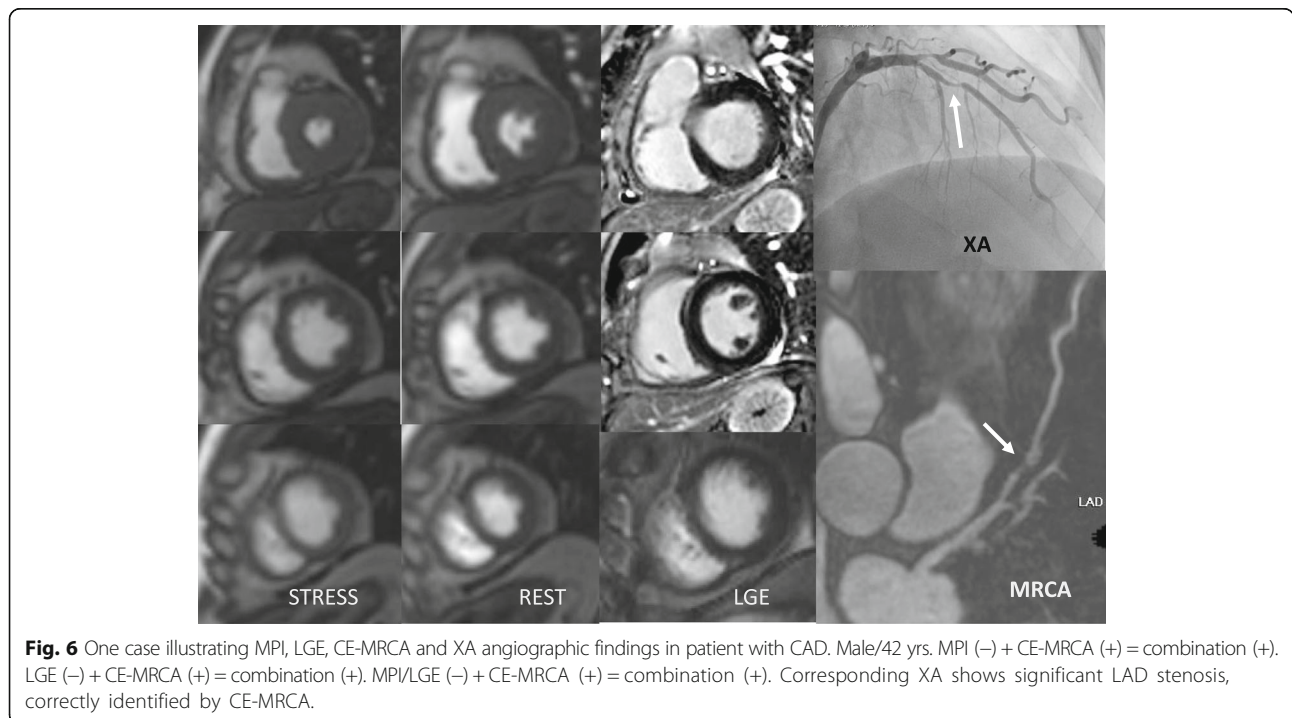 XA
LAD
STRESS
REST
LGE
MRCA
Fig. 6 One case illustrating MPI, LGE, CE-MRCA and XA angiographic findings in patient with CAD. Male/42 yrs. MPI (−) + CE-MRCA (+) = combination (+).
LGE (−) + CE-MRCA (+) = combination (+). MPI/LGE (−) + CE-MRCA (+) = combination (+). Corresponding XA shows significant LAD stenosis,
correctly identified by CE-MRCA.